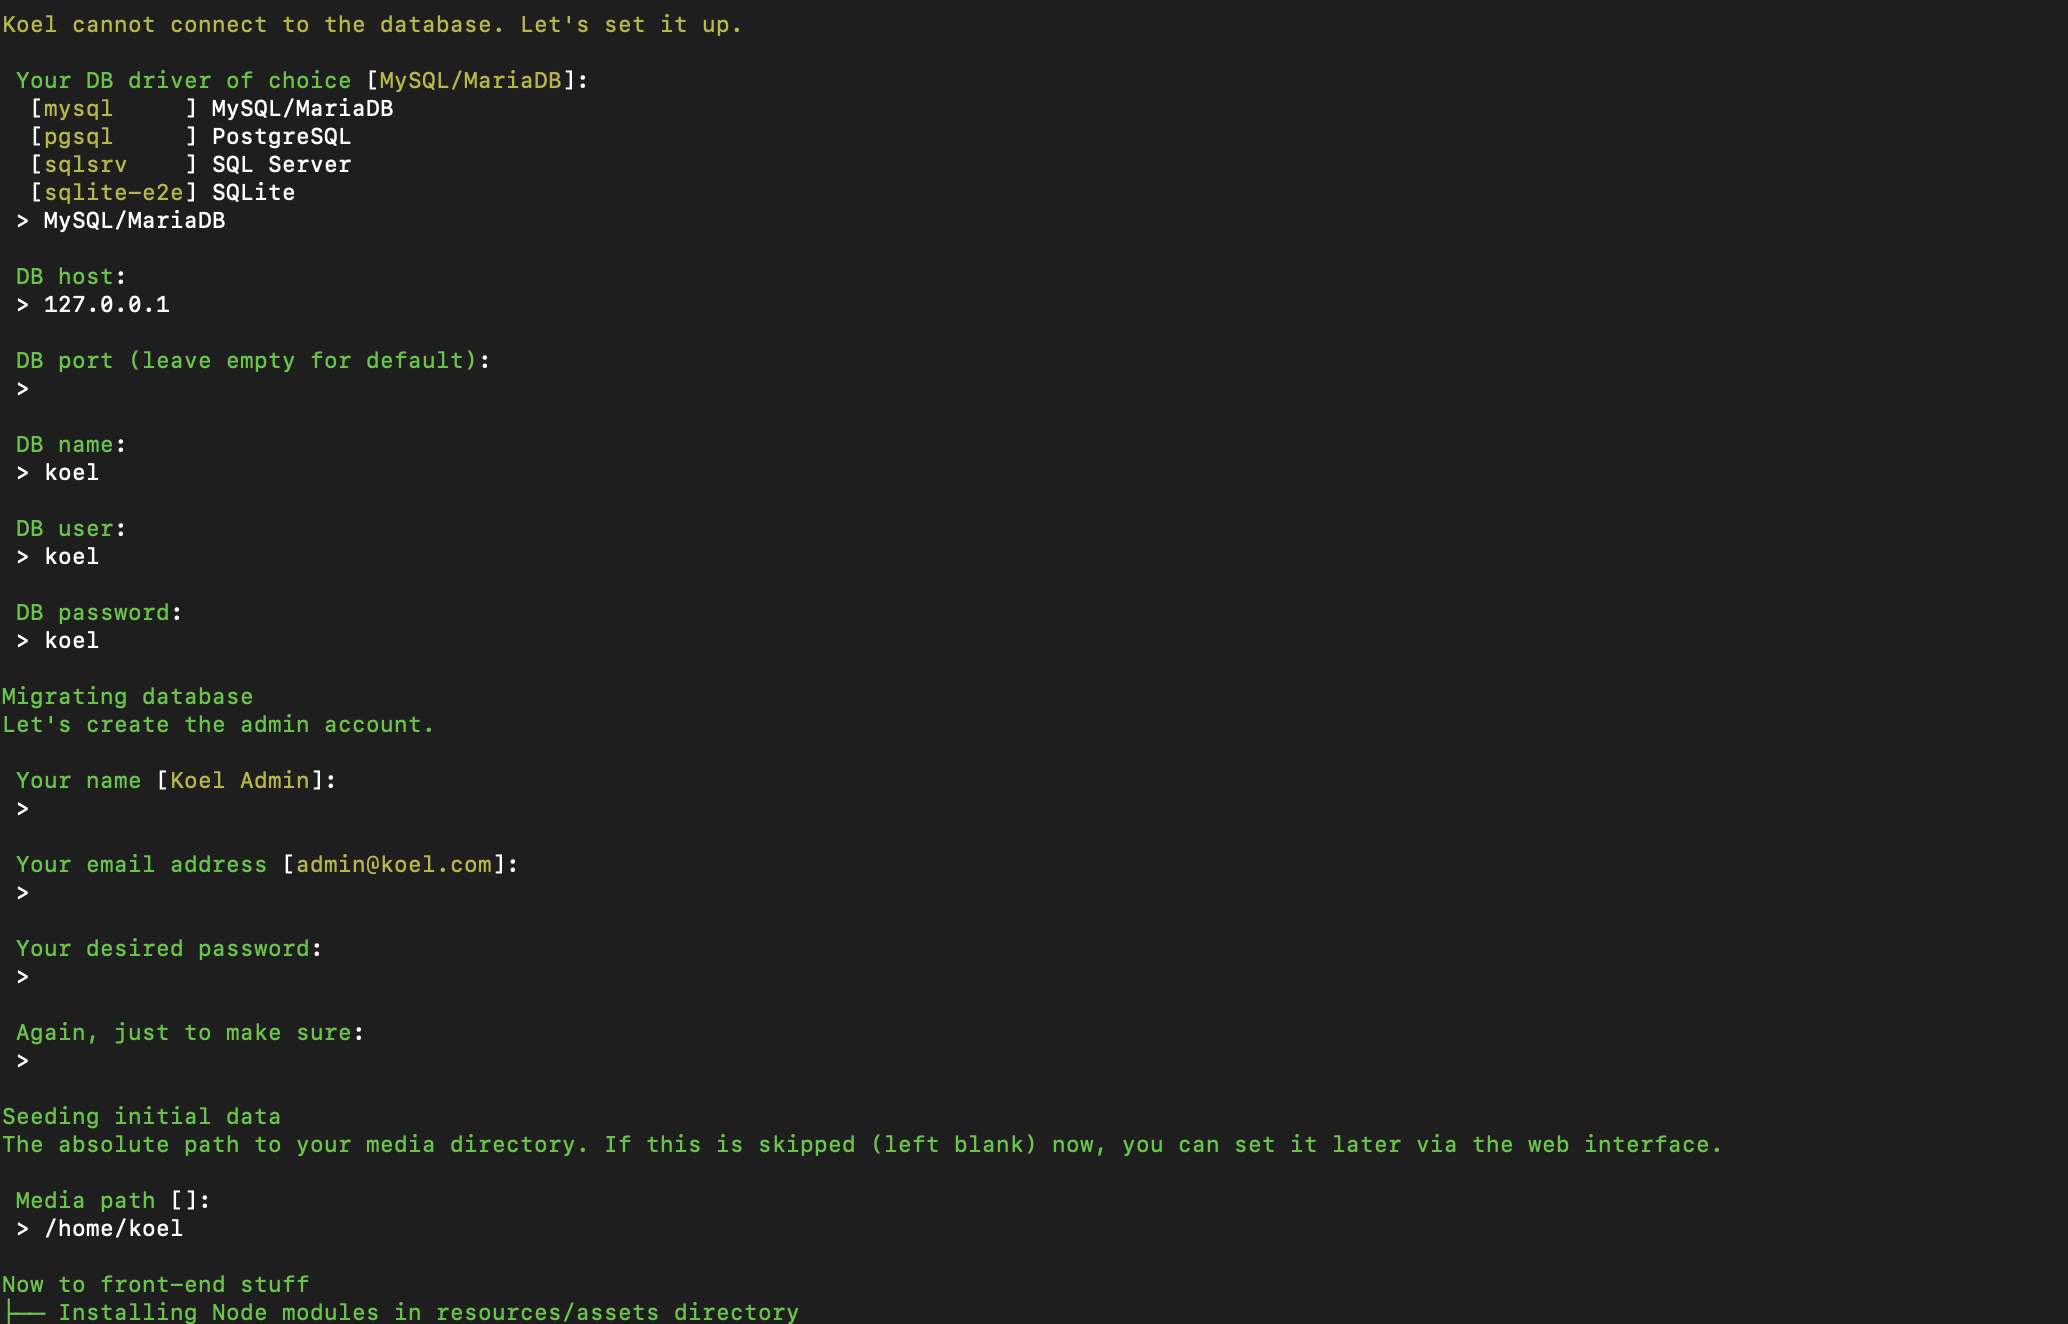 Koel cannot connect to the database. Let's set it up.
Your DB driver of choice [MySQL/MariaDB]:
[mysql     ] MySQL/MariaDB
[pgsql     ] PostgreSQL
[sqlsrv    ] SQL Server
[sqlite-e2e] SQLite
> MySQL/MariaDB
DB host:
> 127.0.0.1
DB port (leave empty for default):
>
DB name:
> koel
DB user:
> koel
DB password:
> koel
Migrating database
Let's create the admin account.
Your name [Koel Admin]:
>
Your email address [admin@koel.com]:
>
Your desired password:
>
Again, just to make sure:
>
Seeding initial data
The absolute path to your media directory. If this is skipped (left blank) now, you can set it later via the web interface.
Media path []:
> /home/koel
Now to front-end stuff
├── Installing Node modules in resources/assets directory